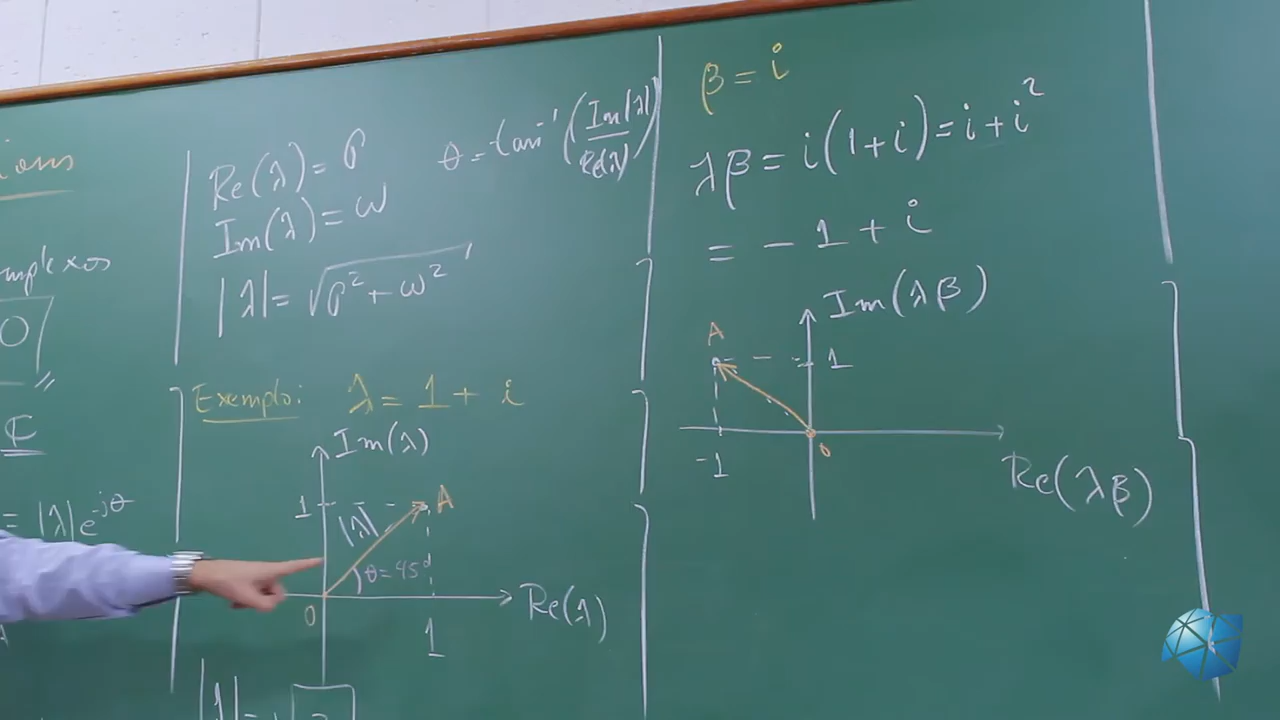 Re(λ) = σ
Im(λ) = ω
|λ| = √σ² + ω²
θ = tan⁻¹ (Im(λ)/Re(λ))
Exemplo: λ = 1 + i
Im(λ)
1
|λ|
A
θ = 45°
0
1
Re(λ)
= |λ| e^-jθ
β = i
λβ = i(1+i) = i + i²
= - 1 + i
Im(λβ)
A
1
-1
0
Re(λβ)